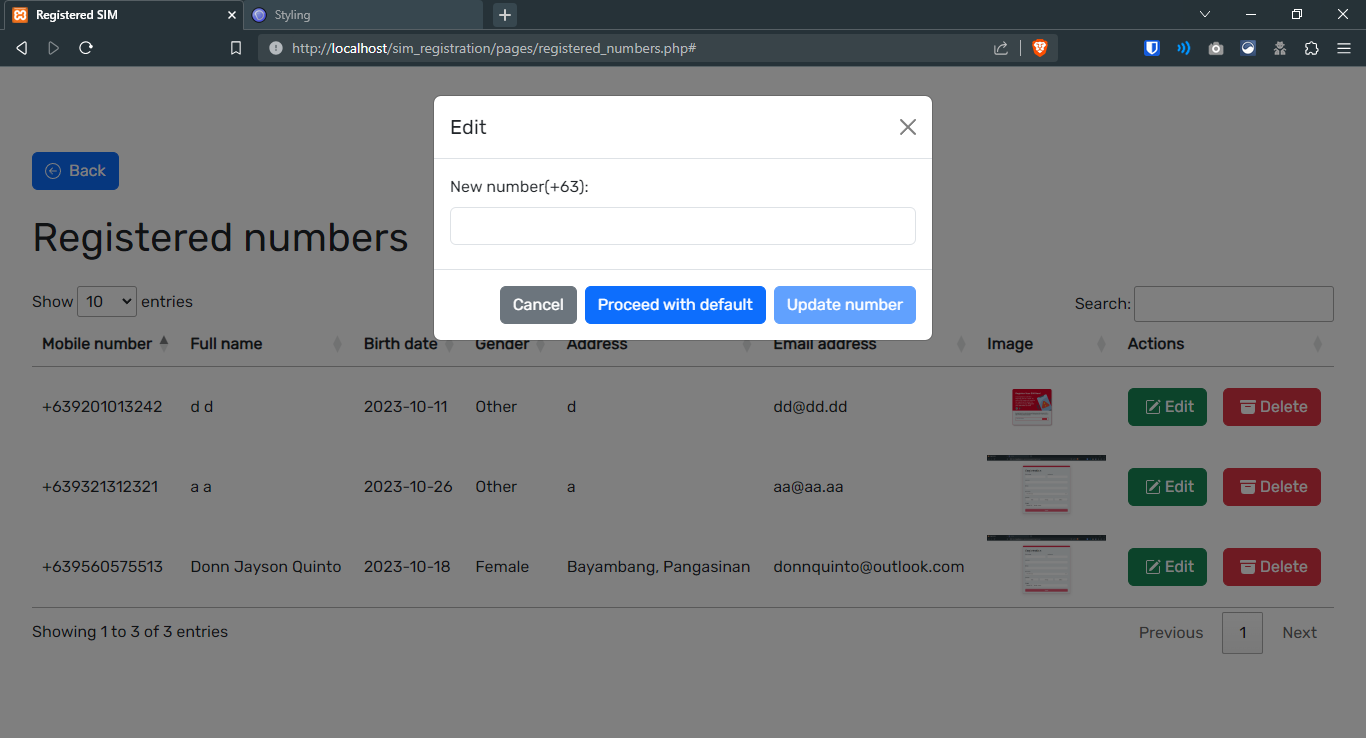 Registered SIM
Styling
http://localhost/sim_registration/pages/registered_numbers.php#
Edit
New number(+63):
Cancel Proceed with default Update number
Back
Registered numbers
Show 10 entries Search:
Mobile number Full name Birth date Gender Address Email address Image Actions
+639201013242 d d 2023-10-11 Other d dd@dd.dd Edit Delete
+639321312321 a a 2023-10-26 Other a aa@aa.aa Edit Delete
+639560575513 Donn Jayson Quinto 2023-10-18 Female Bayambang, Pangasinan donnquinto@outlook.com Edit Delete
Showing 1 to 3 of 3 entries Previous 1 Next